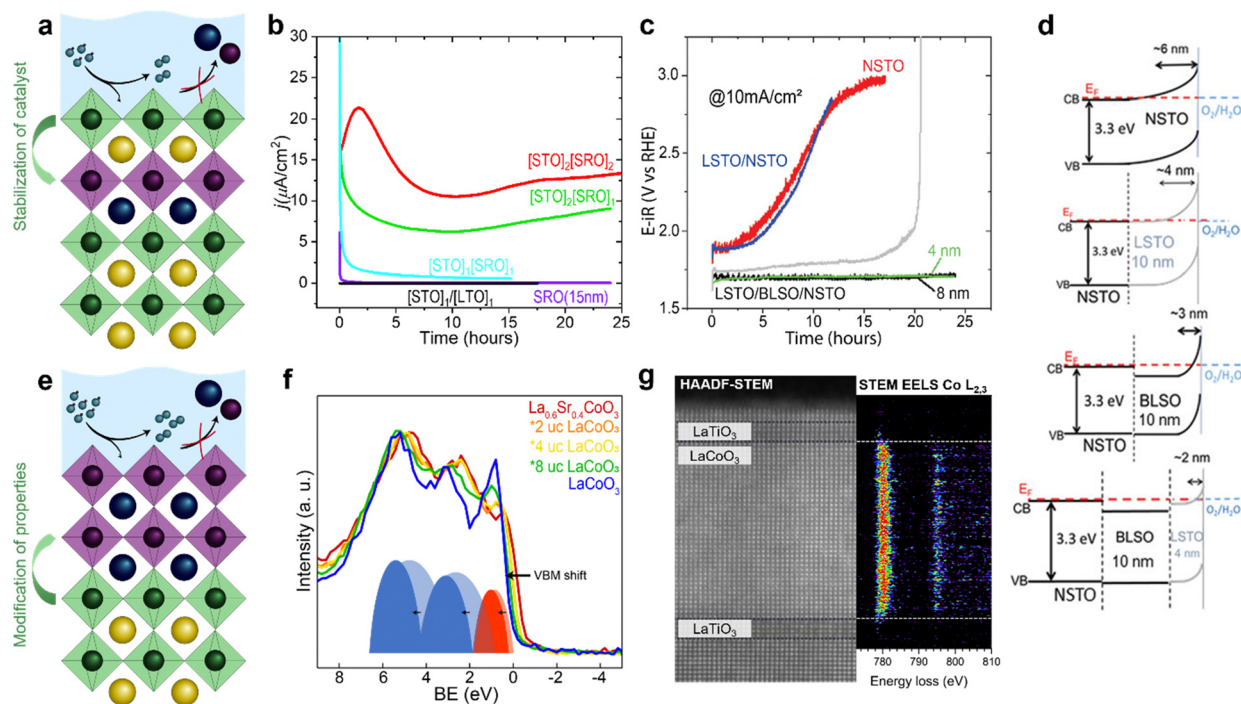 a
Stabilization of catalyst
b
j(μA/cm²)
30
25
20
15
10
5
0
[STO]₂[SRO]₂
[STO]₂[SRO]₁
[STO]₁[SRO]₁
[STO]₁/[LTO]₁
SRO(15nm)
0 5 10 15 20 25
Time (hours)
c
E-iR (V vs RHE)
3.0
2.5
2.0
1.5
@10mA/cm²
NSTO
LSTO/NSTO
4 nm
LSTO/BLSO/NSTO
8 nm
0 5 10 15 20 25
Time (hours)
d
~6 nm
E_F
CB
O₂/H₂O
3.3 eV
NSTO
VB
~4 nm
E_F
CB
O₂/H₂O
3.3 eV
LSTO
10 nm
VB
NSTO
~3 nm
E_F
CB
O₂/H₂O
3.3 eV
BLSO
10 nm
VB
NSTO
~2 nm
E_F
CB
O₂/H₂O
3.3 eV
BLSO
10 nm
LSTO
4 nm
VB
NSTO
e
Modification of properties
f
Intensity (a. u.)
La₀.₆Sr₀.₄CoO₃
*2 uc LaCoO₃
*4 uc LaCoO₃
*8 uc LaCoO₃
LaCoO₃
VBM shift
8 6 4 2 0 -2 -4
BE (eV)
g
HAADF-STEM
STEM EELS Co L₂,₃
LaTiO₃
LaCoO₃
LaTiO₃
780 790 800 810
Energy loss (eV)